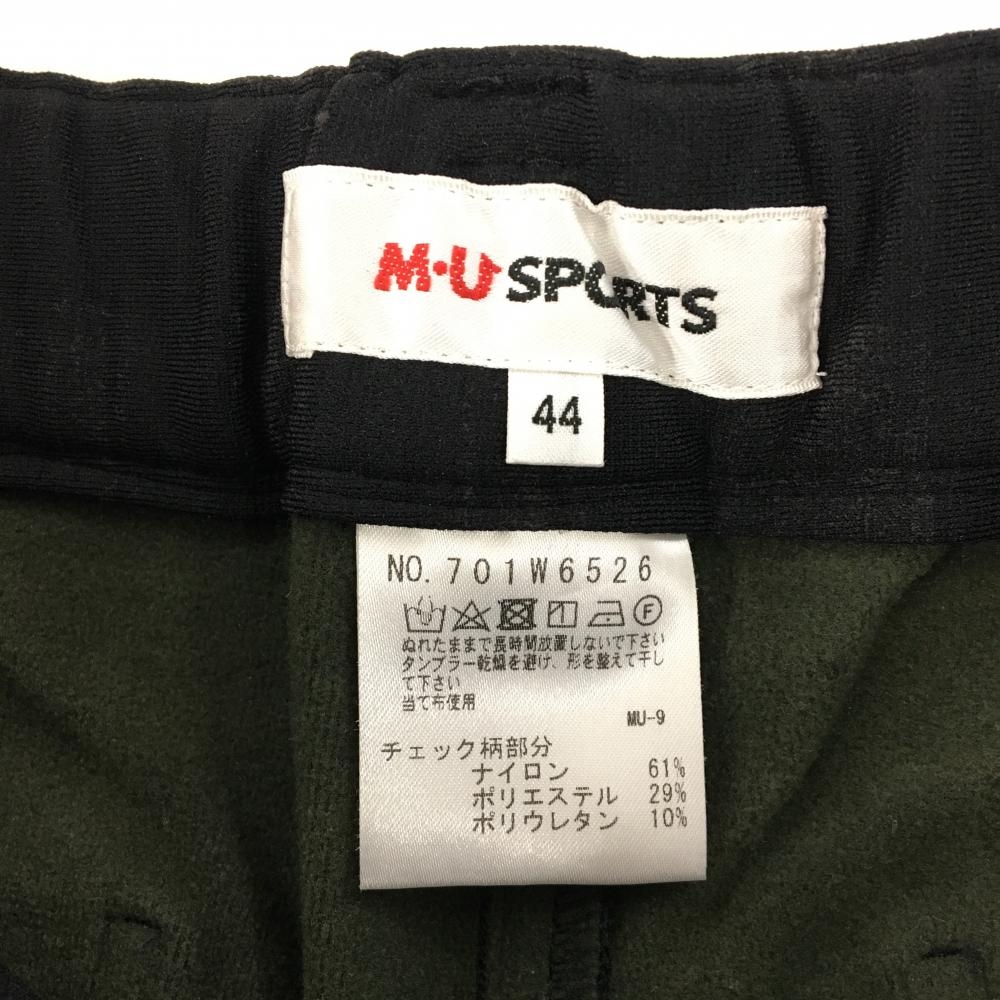 M·U SPORTS
44
NO. 701W6526
F
ぬれたままで長時間放置しないで下さい
タンブラー乾燥を避け、形を整えて干し
て下さい
当て布使用
MU-9
チェック柄部分
ナイロン 61%
ポリエステル 29%
ポリウレタン 10%